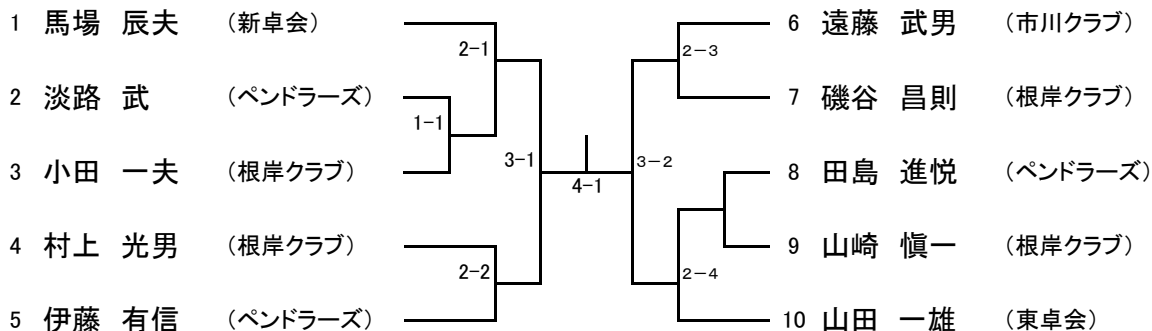 1 馬場 辰夫 （新卓会）
2 淡路 武 （ペンドラーズ）
3 小田 一夫 （根岸クラブ）
4 村上 光男 （根岸クラブ）
5 伊藤 有信 （ペンドラーズ）
2-1
1-1
3-1
2-2
4-1
2－3
3－2
2－4
6 遠藤 武男 （市川クラブ）
7 磯谷 昌則 （根岸クラブ）
8 田島 進悦 （ペンドラーズ）
9 山崎 愼一 （根岸クラブ）
10 山田 一雄 （東卓会）